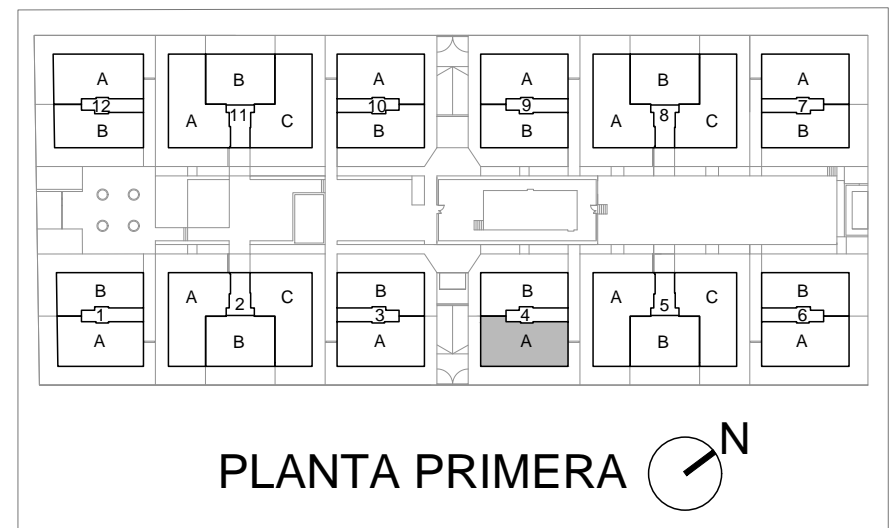 A B A A B A
12 11 10 9 8 7
B A C B B A C B
B A C B B A C B
1 2 3 4 5 6
A B A A B A
PLANTA PRIMERA N